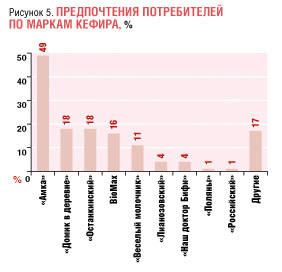 Рисунок 5. ПРЕДПОЧТЕНИЯ ПОТРЕБИТЕЛЕЙ
ПО МАРКАМ КЕФИРА, %
50
40
30
20
10
% 0
49
18
18
16
11
4
4
1
1
17
«Амка»
«Домик в деревне»
«Останкинский»
BioMax
«Веселый молочник»
«Лианозовский»
«Наш доктор Бифи»
«Поляны»
«Российский»
Другие